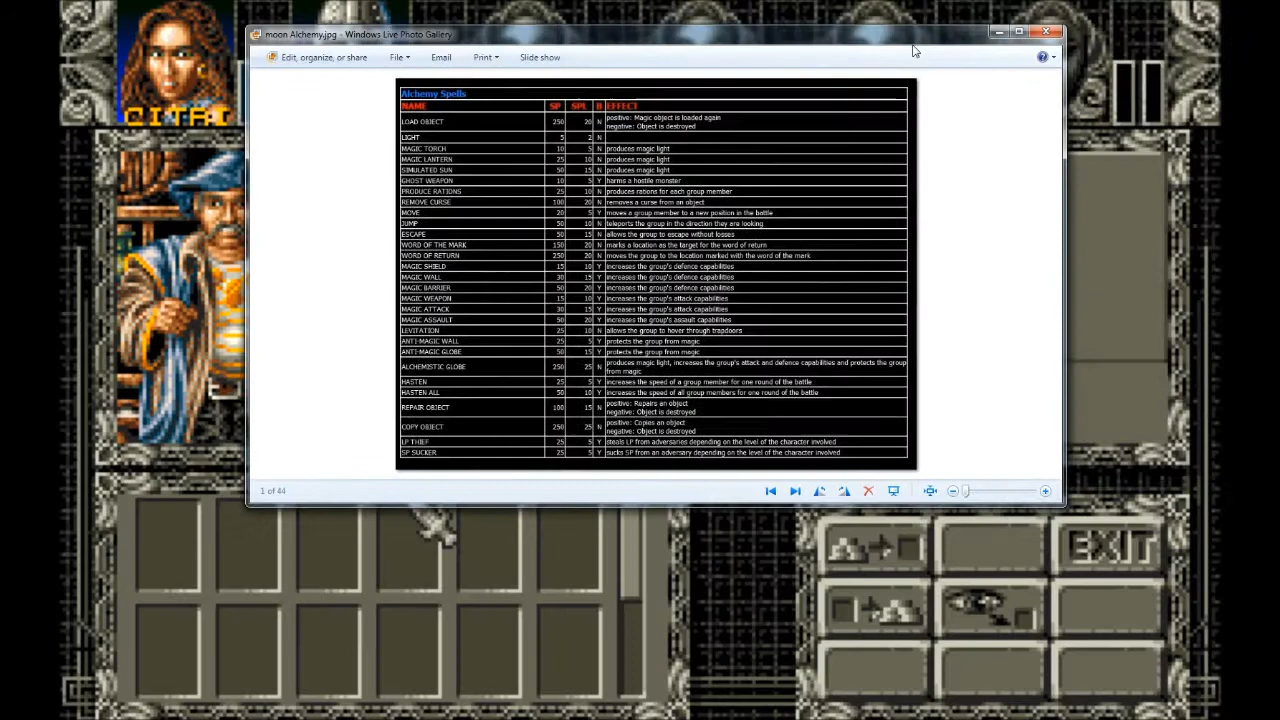 moon Alchemy.jpg - Windows Live Photo Gallery
Edit, organize, or share File Email Print Slide show
CITRI
Alchemy Spells
NAME SP SPL B EFFECT
LOAD OBJECT 250 20 N positive: Magic object is loaded again
negative: Object is destroyed
LIGHT 5 2 N
MAGIC TORCH 10 5 N produces magic light
MAGIC LANTERN 25 10 N produces magic light
SIMULATED SUN 50 15 N produces magic light
GHOST WEAPON 10 5 Y harms a hostile monster
PRODUCE RATIONS 25 10 N produces rations for each group member
REMOVE CURSE 100 20 N removes a curse from an object
MOVE 20 5 Y moves a group member to a new position in the battle
JUMP 50 10 N teleports the group in the direction they are looking
ESCAPE 50 15 N allows the group to escape without losses
WORD OF THE MARK 150 20 N marks a location as the target for the word of return
WORD OF RETURN 250 20 N moves the group to the location marked with the word of the mark
MAGIC SHIELD 15 10 Y increases the group's defence capabilities
MAGIC WALL 30 15 Y increases the group's defence capabilities
MAGIC BARRIER 50 20 Y increases the group's defence capabilities
MAGIC WEAPON 15 10 Y increases the group's attack capabilities
MAGIC ATTACK 30 15 Y increases the group's attack capabilities
MAGIC ASSAULT 50 20 Y increases the group's assault capabilities
LEVITATION 25 10 N allows the group to hover through trapdoors
ANTI-MAGIC WALL 25 5 Y protects the group from magic
ANTI-MAGIC GLOBE 50 15 Y protects the group from magic
ALCHEMISTIC GLOBE 250 25 N produces magic light, increases the group's attack and defence capabilities and protects the group
from magic
HASTEN 25 5 Y increases the speed of a group member for one round of the battle
HASTEN ALL 50 10 Y increases the speed of all group members for one round of the battle
REPAIR OBJECT 100 15 N positive: Repairs an object
negative: Object is destroyed
COPY OBJECT 250 25 N positive: Copies an object
negative: Object is destroyed
LP THIEF 25 5 Y steals LP from adversaries depending on the level of the character involved
SP SUCKER 25 5 Y sucks SP from an adversary depending on the level of the character involved
1 of 44
EXIT